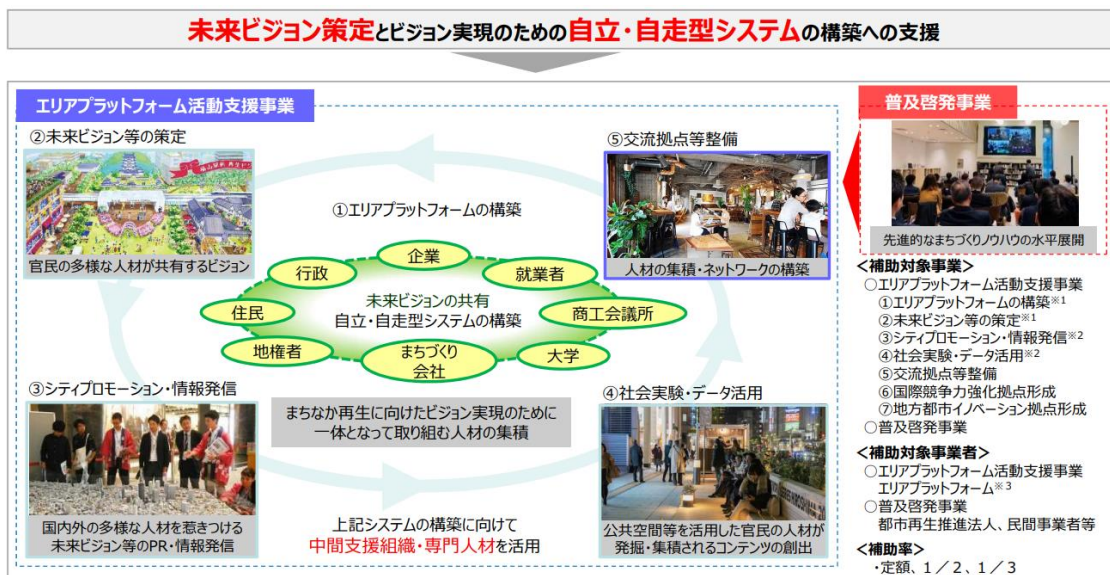 未来ビジョン策定とビジョン実現のための自立・自走型システムの構築への支援
エリアプラットフォーム活動支援事業
②未来ビジョン等の策定
官民の多様な人材が共有するビジョン
①エリアプラットフォームの構築
⑤交流拠点等整備
人材の集積・ネットワークの構築
企業
行政
就業者
住民
商工会議所
地権者
まちづくり
会社
大学
未来ビジョンの共有
自立・自走型システムの構築
③シティプロモーション・情報発信
国内外の多様な人材を惹きつける
未来ビジョン等のPR・情報発信
まちなか再生に向けたビジョン実現のために
一体となって取り組む人材の集積
上記システムの構築に向けて
中間支援組織・専門人材を活用
④社会実験・データ活用
公共空間等を活用した官民の人材が
発掘・集積されるコンテンツの創出
普及啓発事業
先進的なまちづくりノウハウの水平展開
<補助対象事業>
○エリアプラットフォーム活動支援事業
①エリアプラットフォームの構築※1
②未来ビジョン等の策定※1
③シティプロモーション・情報発信※2
④社会実験・データ活用※2
⑤交流拠点等整備
⑥国際競争力強化拠点形成
⑦地方都市イノベーション拠点形成
○普及啓発事業
<補助対象事業者>
○エリアプラットフォーム活動支援事業
エリアプラットフォーム※3
○普及啓発事業
都市再生推進法人、民間事業者等
<補助率>
・定額、1／2、1／3